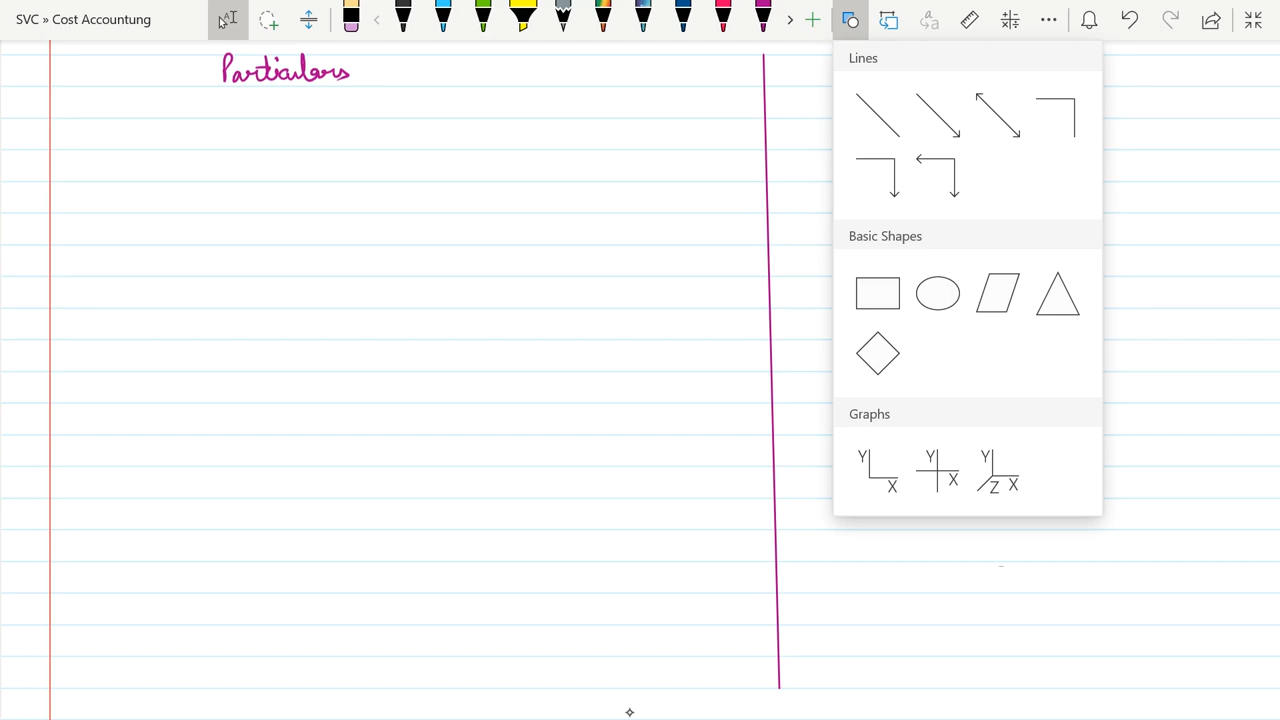 SVC » Cost Accountung
Particulars
Lines
Basic Shapes
Graphs
Y
X
Y
X
Y
Z
X